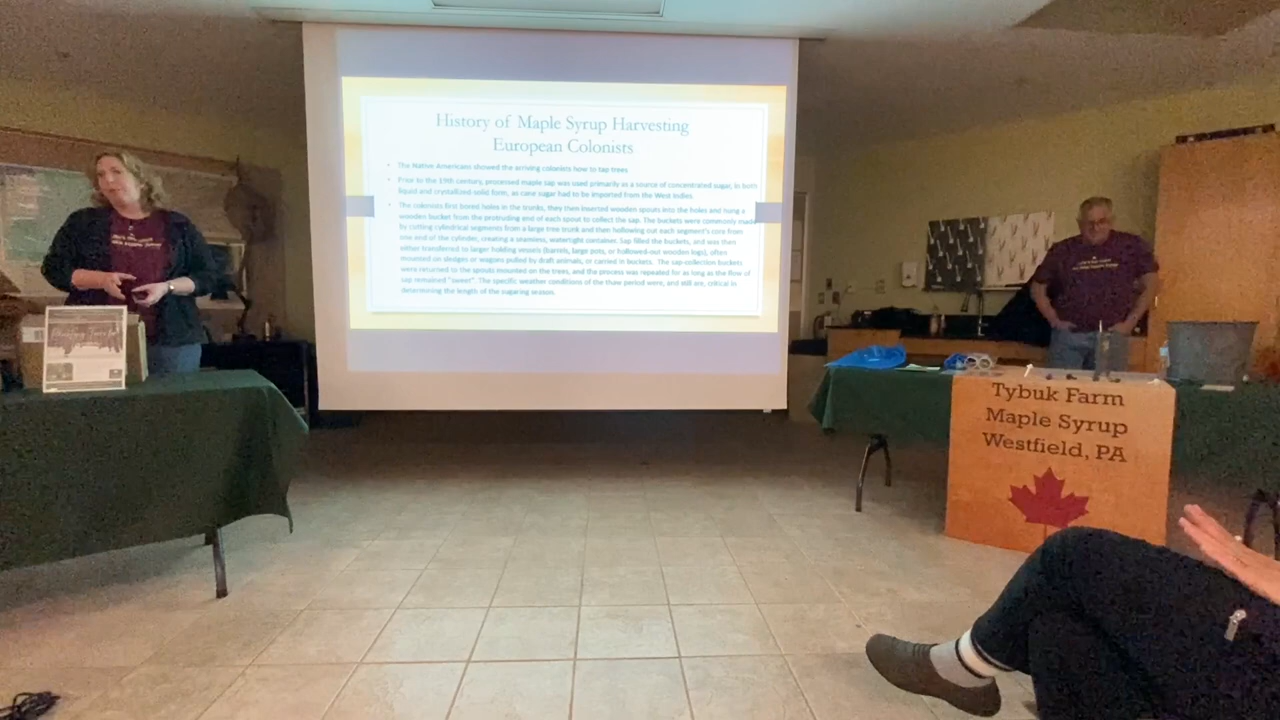 History of Maple Syrup Harvesting
European Colonists
• The Native Americans showed the arriving colonists how to tap trees
• Prior to the 19th century, processed maple sap was used primarily as a source of concentrated sugar, in both
liquid and crystallized-solid form, as cane sugar had to be imported from the West Indies.
• The colonists first bored holes in the trunks, they then inserted wooden spouts into the holes and hung a
wooden bucket from the protruding end of each spout to collect the sap. The buckets were commonly made
by cutting cylindrical segments from a large tree trunk and then hollowing out each segment's core from
one end of the cylinder, creating a seamless, watertight container. Sap filled the buckets, and was then
either transferred to larger holding vessels (barrels, large pots, or hollowed-out wooden logs), often
mounted on sledges or wagons pulled by draft animals, or carried in buckets. The sap-collection buckets
were returned to the spouts mounted on the trees, and the process was repeated for as long as the flow of
sap remained "sweet". The specific weather conditions of the thaw period were, and still are, critical in
determining the length of the sugaring season.
Tybuk Farm
Maple Syrup
Westfield, PA